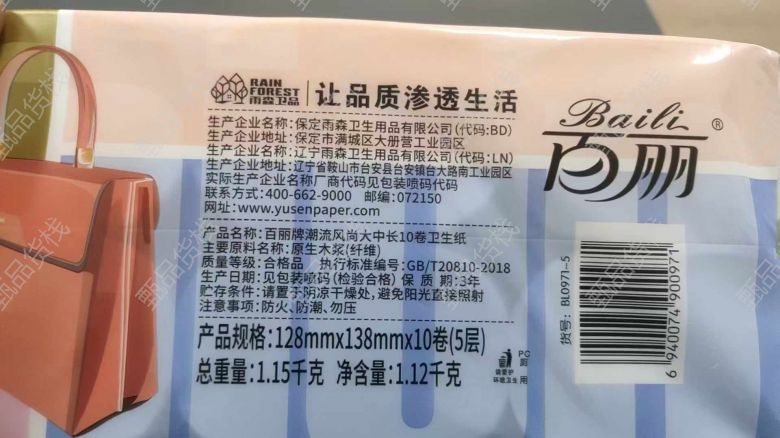 RAIN
FOREST
雨森卫品
让品质渗透生活
Baili
百丽
®
生产企业名称:保定雨森卫生用品有限公司(代码:BD)
生产企业地址:保定市满城区大册营工业园区
生产企业名称:辽宁雨森卫生用品有限公司(代码:LN)
生产企业地址:辽宁省鞍山市台安县台安镇台大路南工业园区
实际生产企业名称厂商代码见包装喷码代码
联系方式:400-662-9000 邮编:072150
网址:www.yusenpaper.com
产品名称:百丽牌潮流风尚大中长10卷卫生纸
主要原料名称:原生木浆(纤维)
质量等级:合格品 执行标准编号:GB/T20810-2018
生产日期:见包装喷码(检验合格) 保质期:3年
贮存条件:请置于阴凉干燥处,避免阳光直接照射
注意事项:防火、防潮、勿压
产品规格:128mmx138mmx10卷(5层)
总重量:1.15千克 净含量:1.12千克
请爱护
环境卫生
货号:BL0971-5
6940074900971
甄品货栈